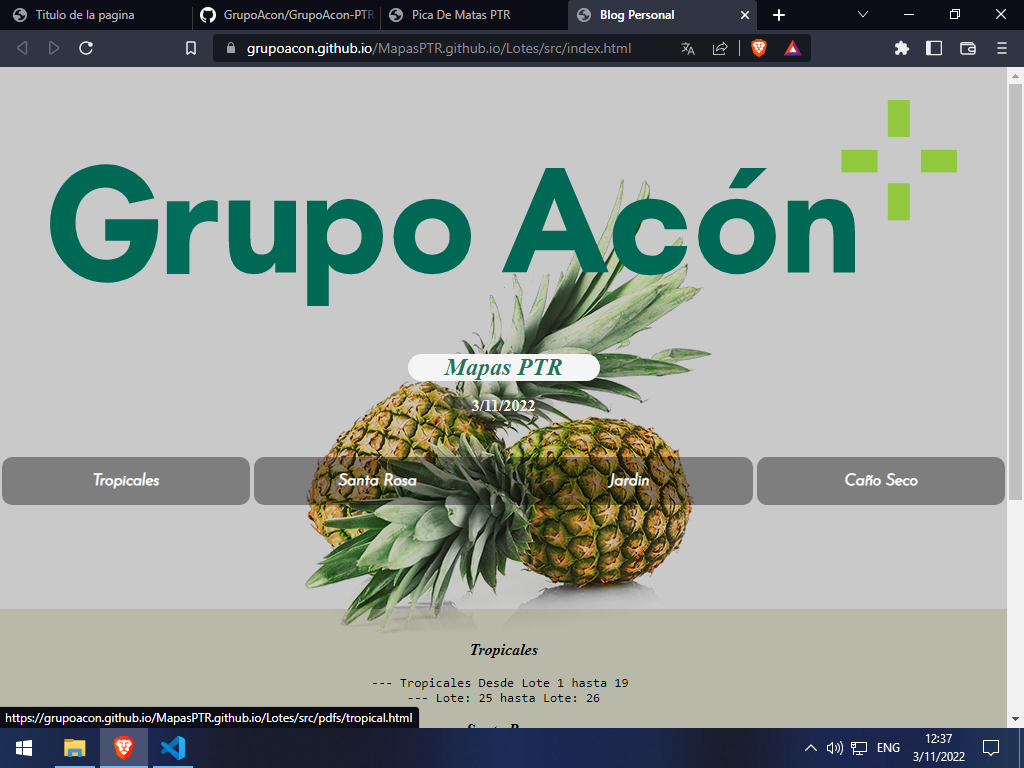 Titulo de la pagina
GrupoAcon/GrupoAcon-PTR
Pica De Matas PTR
Blog Personal
grupoacon.github.io/MapasPTR.github.io/Lotes/src/index.html
Grupo Acón
Mapas PTR
3/11/2022
Tropicales
Santa Rosa
Jardin
Caño Seco
Tropicales
--- Tropicales Desde Lote 1 hasta 19
--- Lote: 25 hasta Lote: 26
https://grupoacon.github.io/MapasPTR.github.io/Lotes/src/pdfs/tropical.html
ENG
12:37
3/11/2022